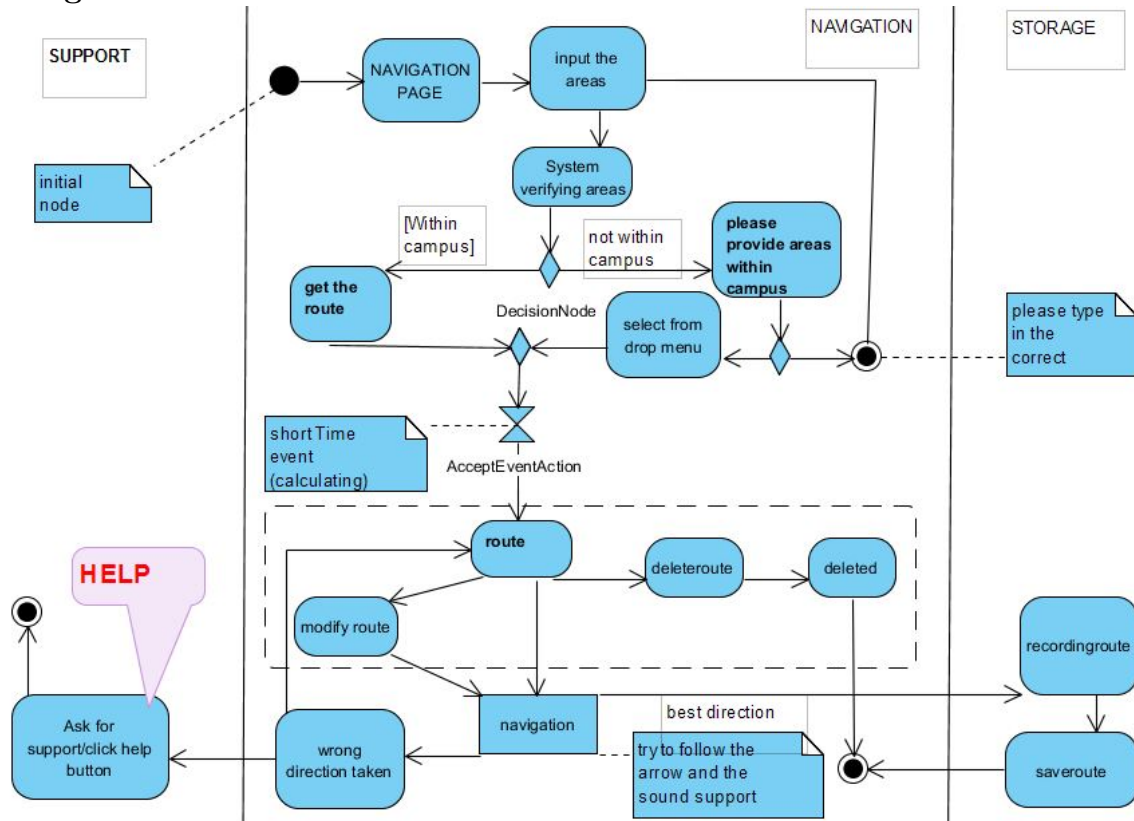 SUPPORT
NAVIGATION
STORAGE
NAVIGATION
PAGE
input the
areas
initial
node
System
verifying areas
[Within
campus]
not within
campus
please
provide areas
within
campus
get the
route
DecisionNode
select from
drop menu
please type
in the
correct
short Time
event
(calculating)
AcceptEventAction
route
deleteroute
deleted
HELP
modify route
recordingroute
Ask for
support/click help
button
wrong
direction taken
navigation
best direction
try to follow the
arrow and the
sound support
saveroute